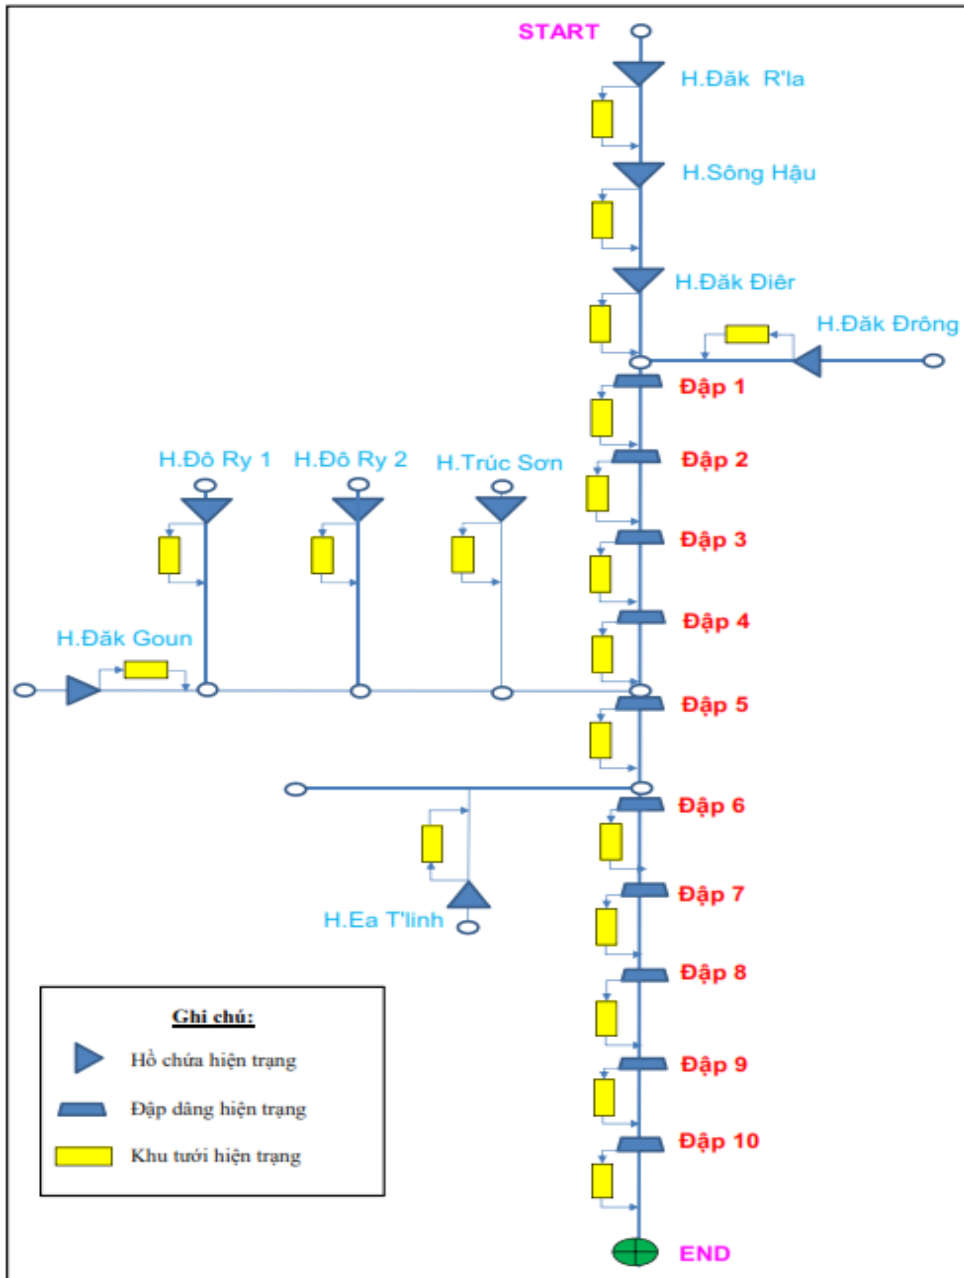 START
H.Đăk R'la
H.Sông Hậu
H.Đăk Điêr
H.Đăk Đrông
Đập 1
H.Đô Ry 1
H.Đô Ry 2
H.Trúc Sơn
Đập 2
Đập 3
Đập 4
H.Đăk Goun
Đập 5
Đập 6
Đập 7
H.Ea T'linh
Đập 8
Đập 9
Đập 10
END
Ghi chú:
Hồ chứa hiện trạng
Đập dâng hiện trạng
Khu tưới hiện trạng